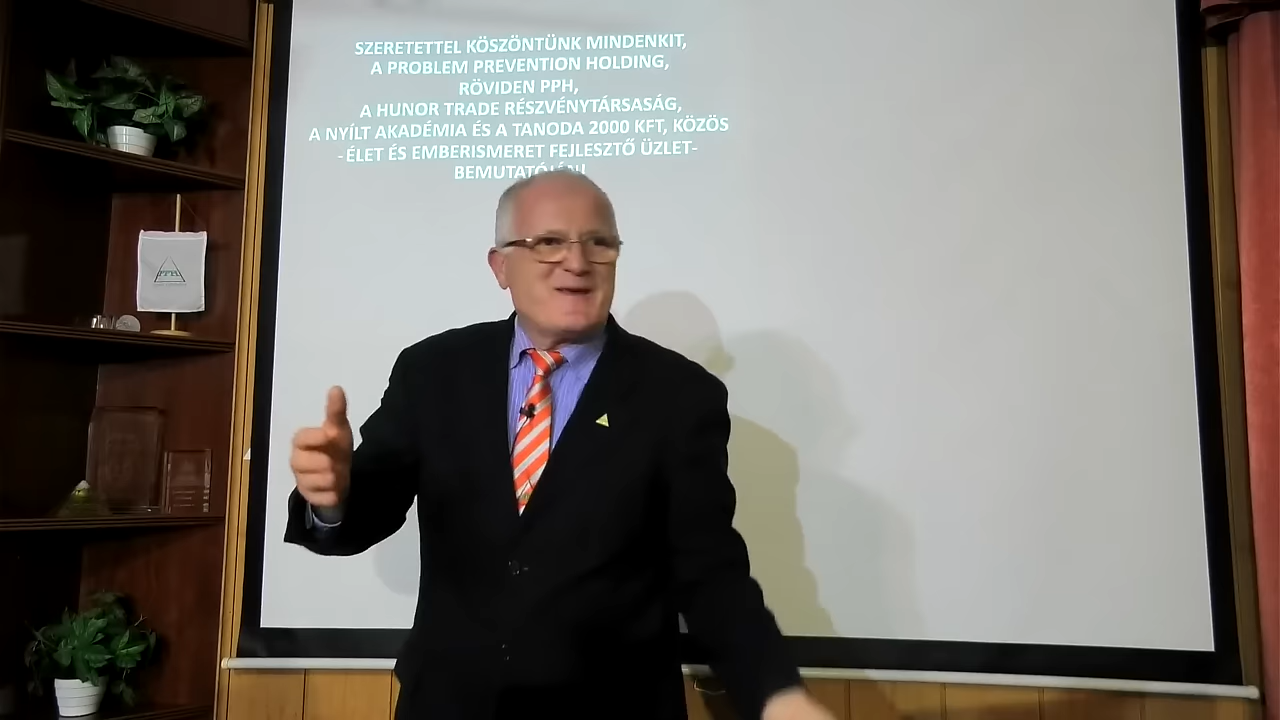 SZERETETTEL KÖSZÖNTÜNK MINDENKIT,
A PROBLEM PREVENTION HOLDING,
RÖVIDEN PPH,
A HUNOR TRADE RÉSZVÉNYTÁRSASÁG,
A NYÍLT AKADÉMIA ÉS A TANODA 2000 KFT, KÖZÖS
-ÉLET ÉS EMBERISMERET FEJLESZTŐ ÜZLET-
BEMUTATÓJÁN!